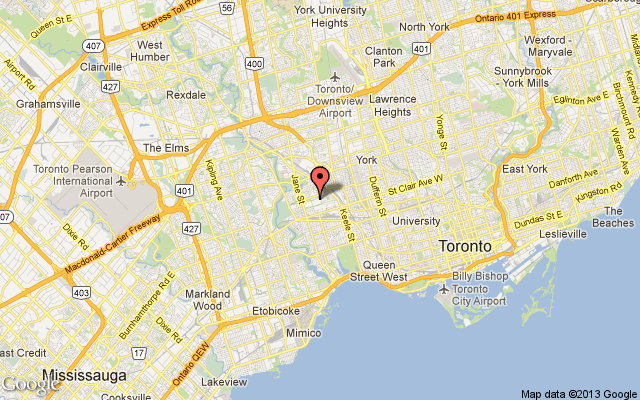 Express Toll Ro
York University
Heights
North York
Ontario 401 Express
Queen St E
407
West
Humber
56
Clanton
Park
401
Wexford -
Maryvale
Clairville
400
Airport Rd
427
Toronto/
Downsview
Airport
Sunnybrook
- York Mills
Midland
Kennedy
Rexdale
Lawrence
Heights
Eglinton Ave E
Birchmount Rd
Grahamsville
Yonge St
Warden Ave
The Elms
York
East York
Toronto Pearson
International
Airport
401
Kipling Ave
Jane St
Dufferin St
St Clair Ave W
Danforth Ave
Kingston Rd
07
Dixie Rd
427
Keele St
University
Dundas St E
The
Beaches
Leslieville
Macdonald-Cartier Freeway
Toronto
403
Burnhamthorpe Rd E
Queen
Street West
Billy Bishop
Toronto
City Airport
Markland
Wood
Etobicoke
Dixie Rd
Mimico
East Credit
17
Ontario QEW
Google
Mississauga
Lakeview
Cooksville
Map data ©2013 Google